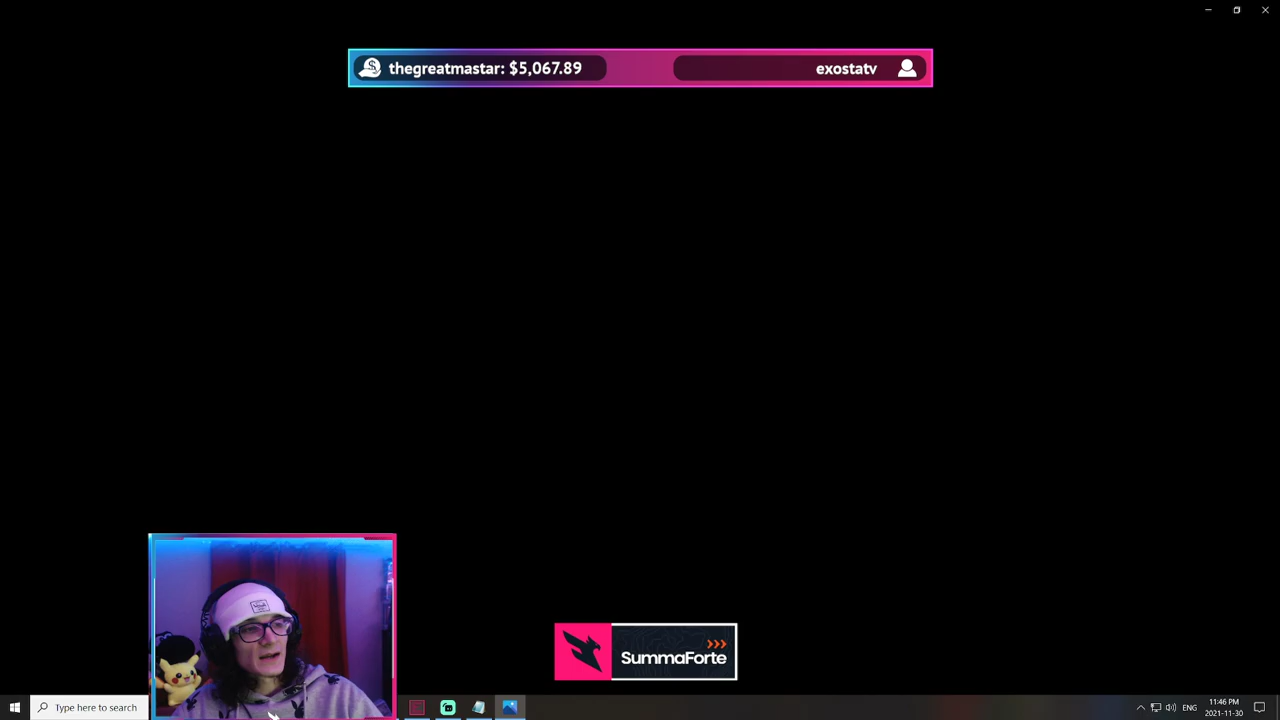 thegreatmastar: $5,067.89
exostatv
SummaForte
Type here to search
ENG
11:46 PM
2021-11-30